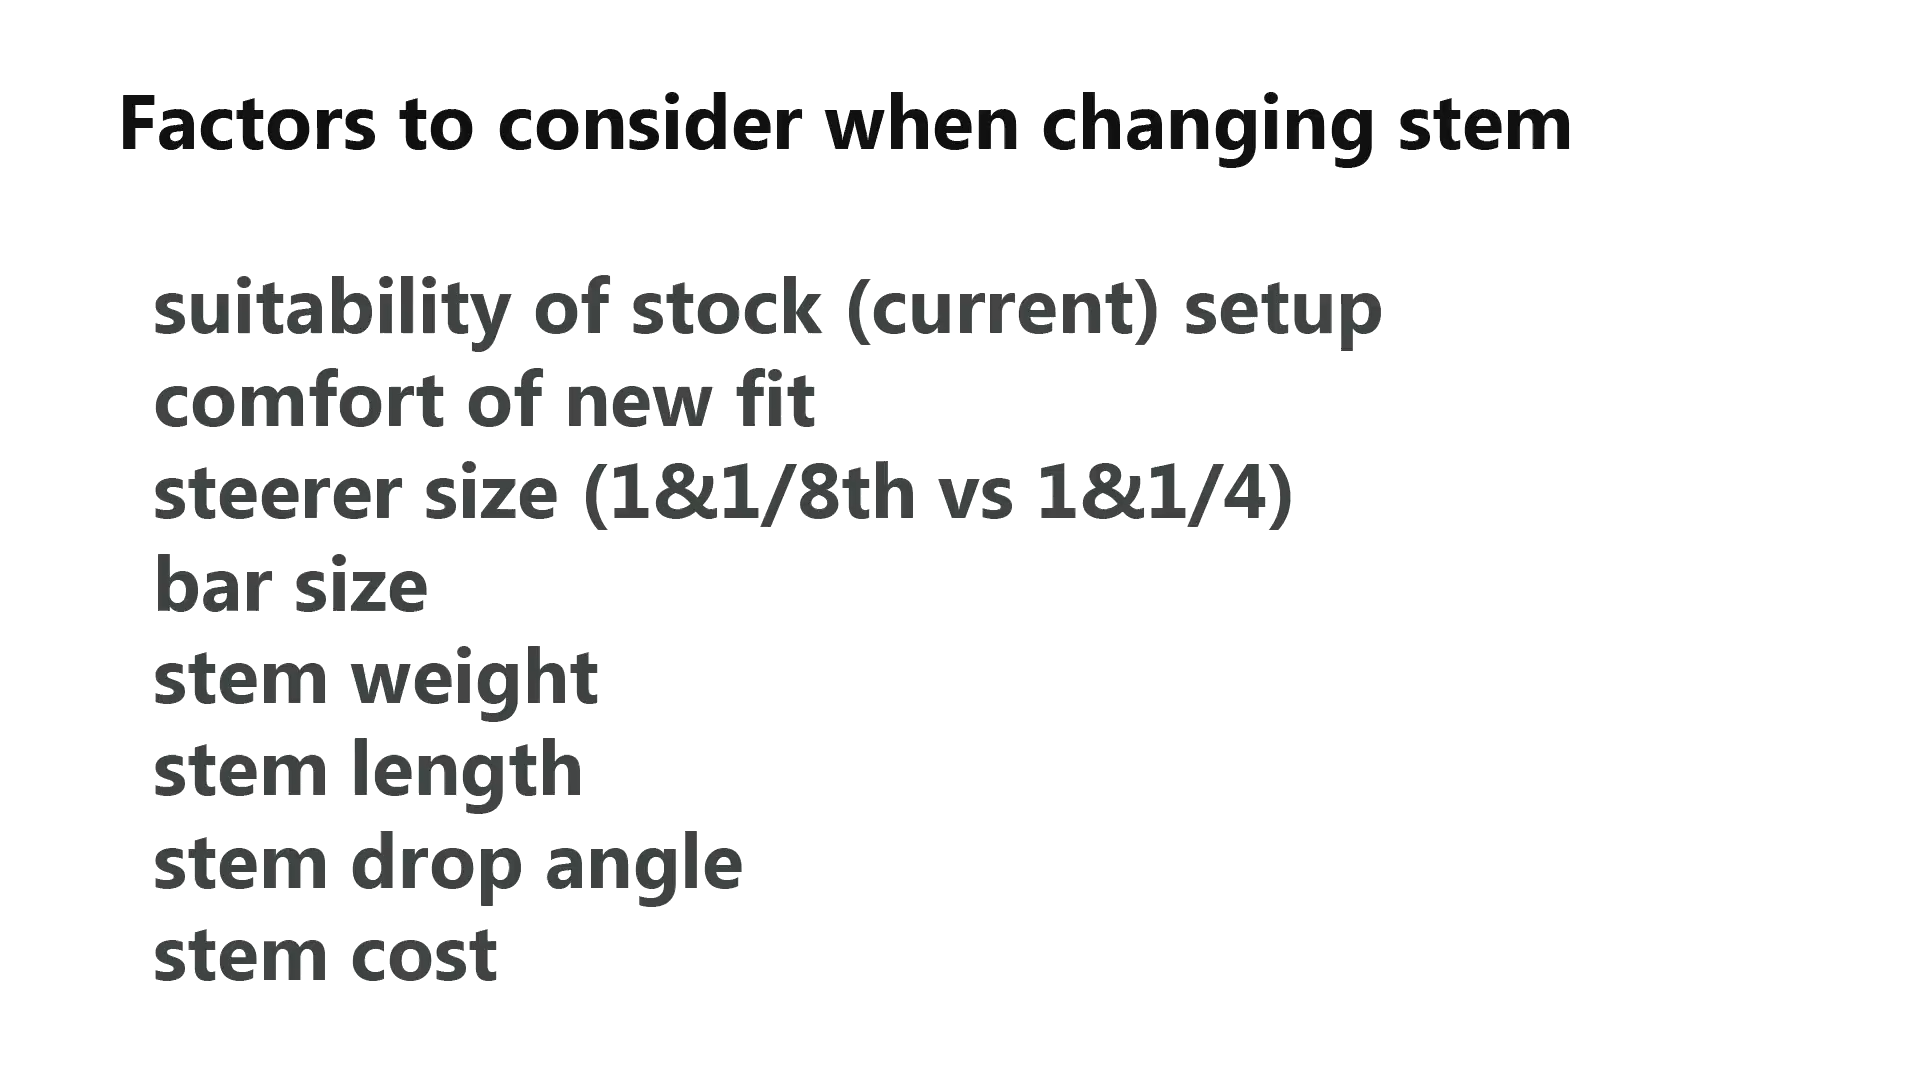 Factors to consider when changing stem
suitability of stock (current) setup
comfort of new fit
steerer size (1&1/8th vs 1&1/4)
bar size
stem weight
stem length
stem drop angle
stem cost